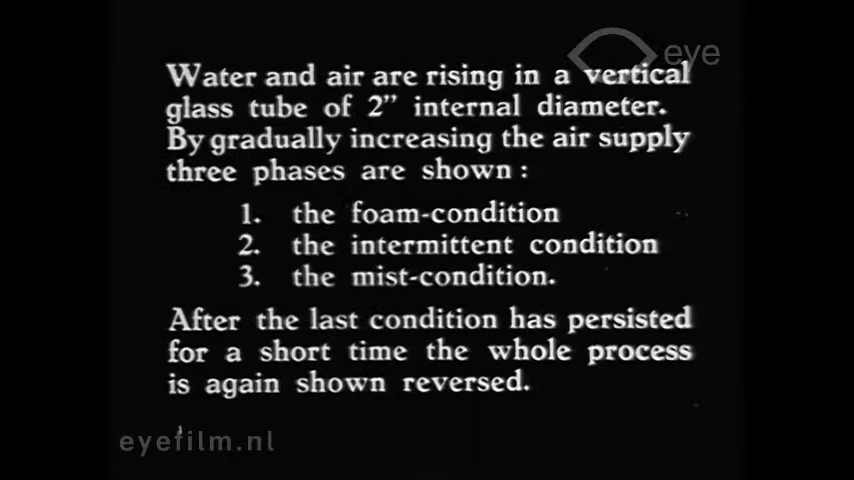 eye
Water and air are rising in a vertical
glass tube of 2" internal diameter.
By gradually increasing the air supply
three phases are shown :
1. the foam-condition
2. the intermittent condition
3. the mist-condition.
After the last condition has persisted
for a short time the whole process
is again shown reversed.
eyefilm.nl